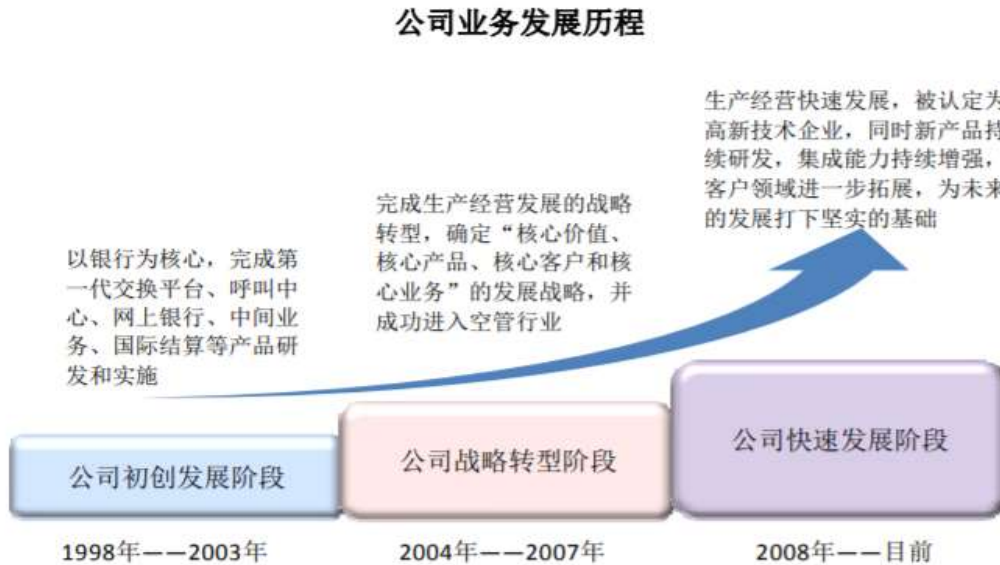 公司业务发展历程
以银行为核心，完成第
一代交换平台、呼叫中
心、网上银行、中间业
务、国际结算等产品研
发和实施
完成生产经营发展的战略
转型，确定“核心价值、
核心产品、核心客户和核
心业务”的发展战略，并
成功进入空管行业
生产经营快速发展，被认定为
高新技术企业，同时新产品持
续研发，集成能力持续增强，
客户领域进一步拓展，为未来
的发展打下坚实的基础
公司初创发展阶段
公司战略转型阶段
公司快速发展阶段
1998年——2003年
2004年——2007年
2008年——目前